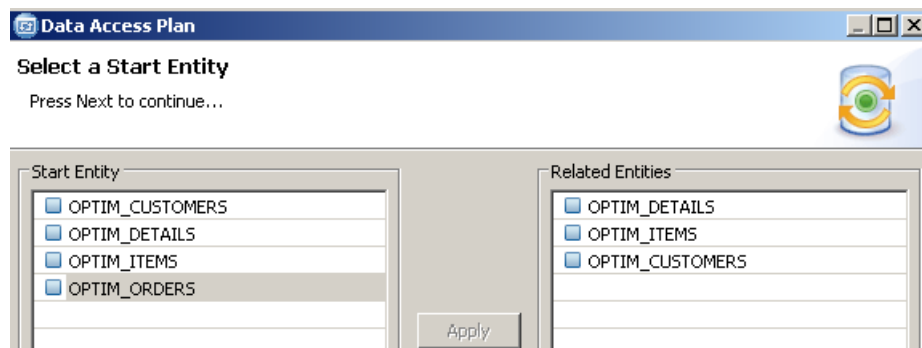 Data Access Plan
Select a Start Entity
Press Next to continue...
Start Entity
OPTIM_CUSTOMERS
OPTIM_DETAILS
OPTIM_ITEMS
OPTIM_ORDERS
Apply
Related Entities
OPTIM_DETAILS
OPTIM_ITEMS
OPTIM_CUSTOMERS